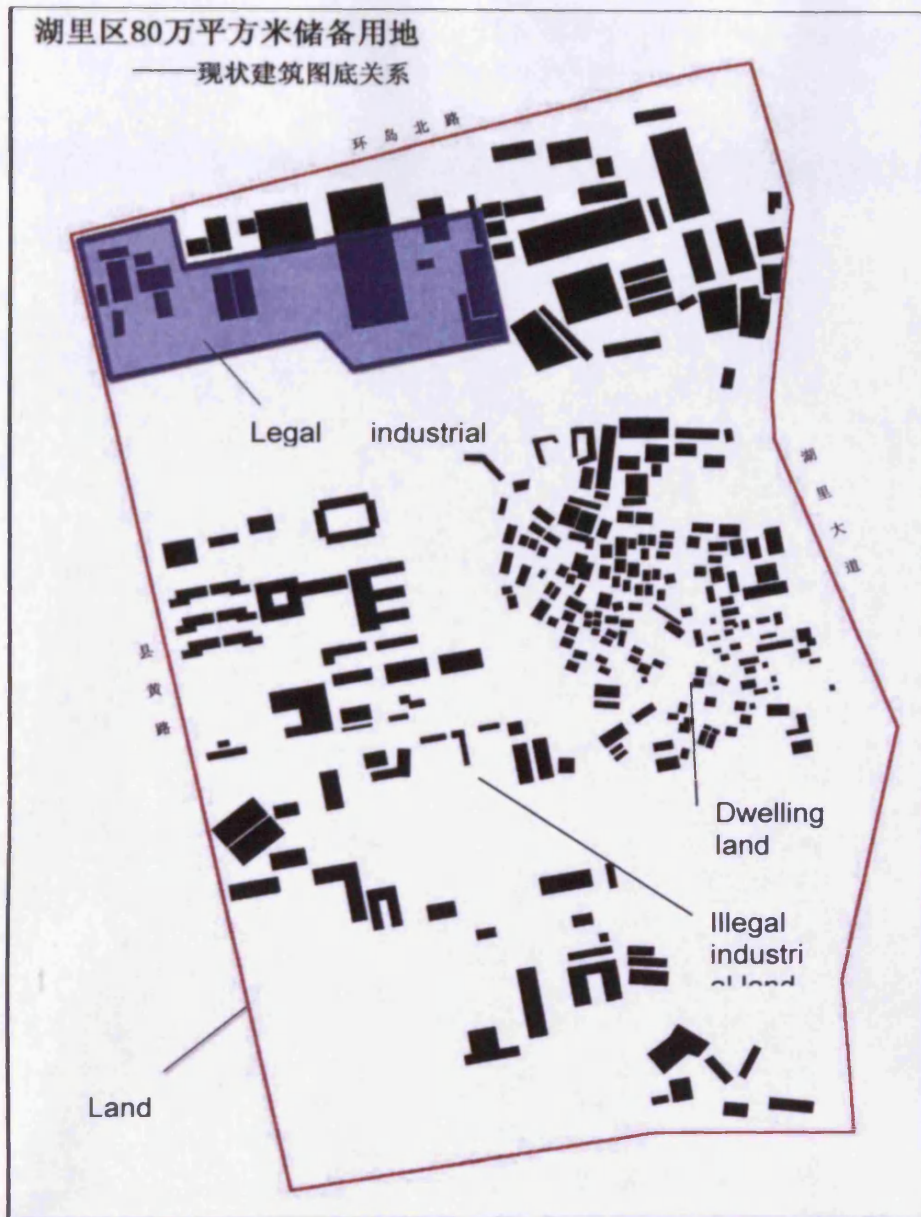 湖里区80万平方米储备用地
——现状建筑图底关系
环岛北路
Legal industrial
湖里大道
县黄路
Dwelling
land
Illegal
industri
al land
Land